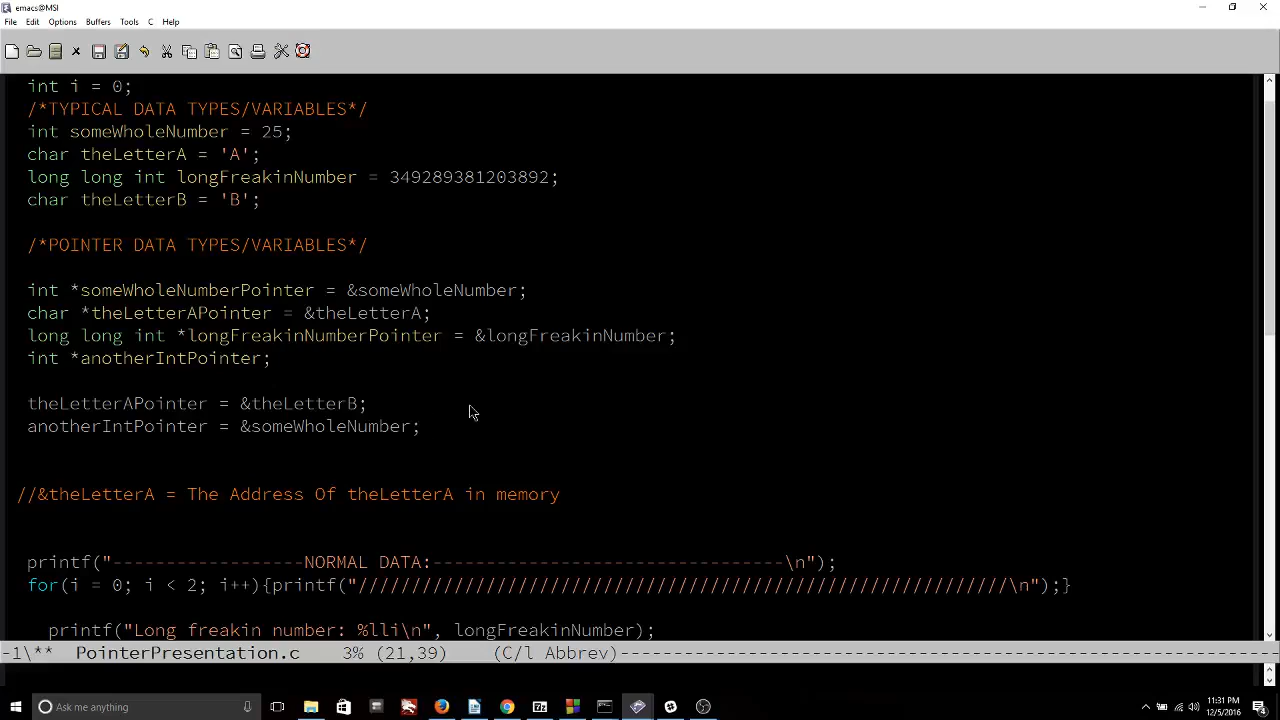 emacs@MSI
File Edit Options Buffers Tools C Help
int i = 0;
/*TYPICAL DATA TYPES/VARIABLES*/
int someWholeNumber = 25;
char theLetterA = 'A';
long long int longFreakinNumber = 349289381203892;
char theLetterB = 'B';
/*POINTER DATA TYPES/VARIABLES*/
int *someWholeNumberPointer = &someWholeNumber;
char *theLetterAPointer = &theLetterA;
long long int *longFreakinNumberPointer = &longFreakinNumber;
int *anotherIntPointer;
theLetterAPointer = &theLetterB;
anotherIntPointer = &someWholeNumber;
//&theLetterA = The Address Of theLetterA in memory
printf("------------------NORMAL DATA:---------------------------------\n");
for(i = 0; i < 2; i++){printf("/////////////////////////////////////////////////////////////\n");}
printf("Long freakin number: %lli\n", longFreakinNumber);
-1\** PointerPresentation.c 3% (21,39) (C/l Abbrev)--------------------------------------------------------------
Ask me anything
11:31 PM
12/5/2016